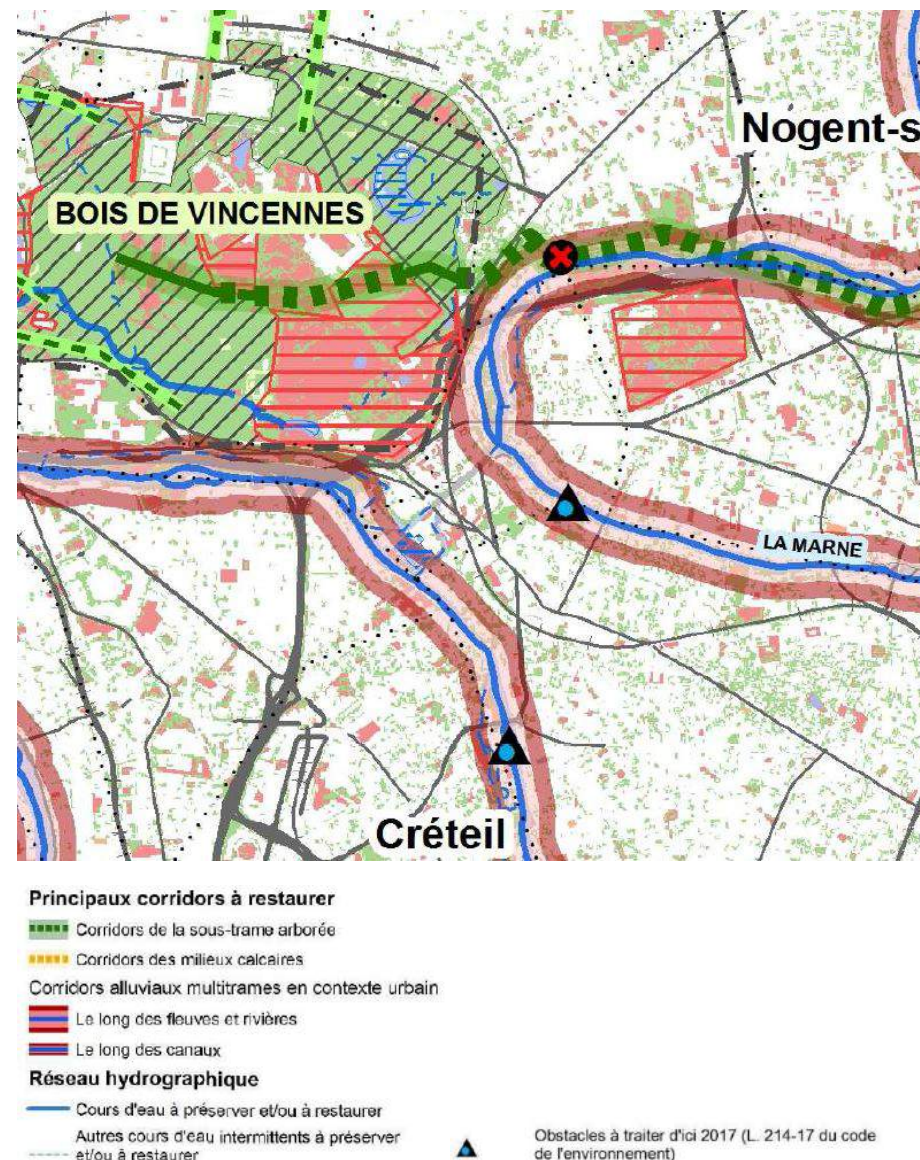 Nogent-s
BOIS DE VINCENNES
LA MARNE
Créteil
Principaux corridors à restaurer
Corridors de la sous-trame arborée
Corridors des milieux calcaires
Corridors alluviaux multitrames en contexte urbain
Le long des fleuves et rivières
Le long des canaux
Réseau hydrographique
Cours d'eau à préserver et/ou à restaurer
Autres cours d'eau intermittents à préserver
et/ou à restaurer
Obstacles à traiter d'ici 2017 (L. 214-17 du code
de l'environnement)